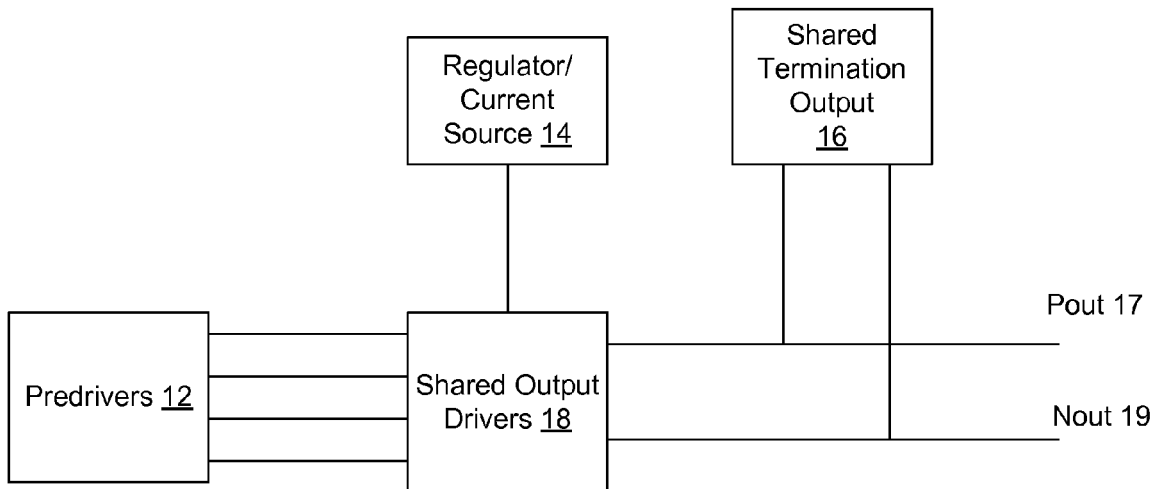 Regulator/
Current
Source 14
Shared
Termination
Output
16
Pout 17
Predrivers 12
Shared Output
Drivers 18
Nout 19